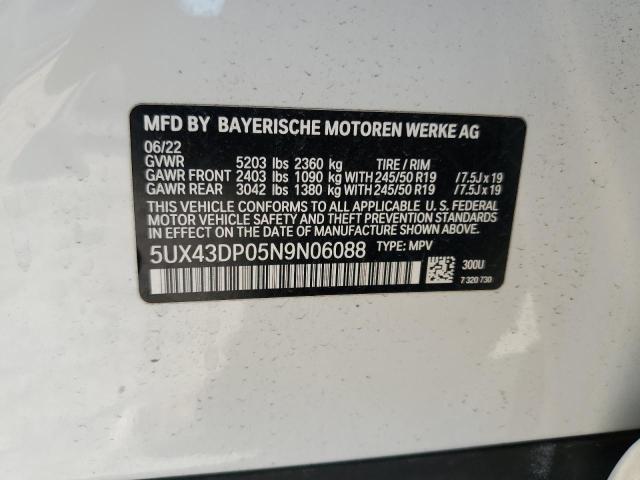 MFD BY BAYERISCHE MOTOREN WERKE AG
06/22
GVWR 5203 lbs 2360 kg TIRE / RIM
GAWR FRONT 2403 lbs 1090 kg WITH 245/50 R19 /7.5J x 19
GAWR REAR 3042 lbs 1380 kg WITH 245/50 R19 /7.5J x 19
THIS VEHICLE CONFORMS TO ALL APPLICABLE U. S. FEDERAL
MOTOR VEHICLE SAFETY AND THEFT PREVENTION STANDARDS
IN EFFECT ON THE DATE OF MANUFACTURE SHOWN ABOVE.
5UX43DP05N9N06088 TYPE: MPV
300U
7 320 730